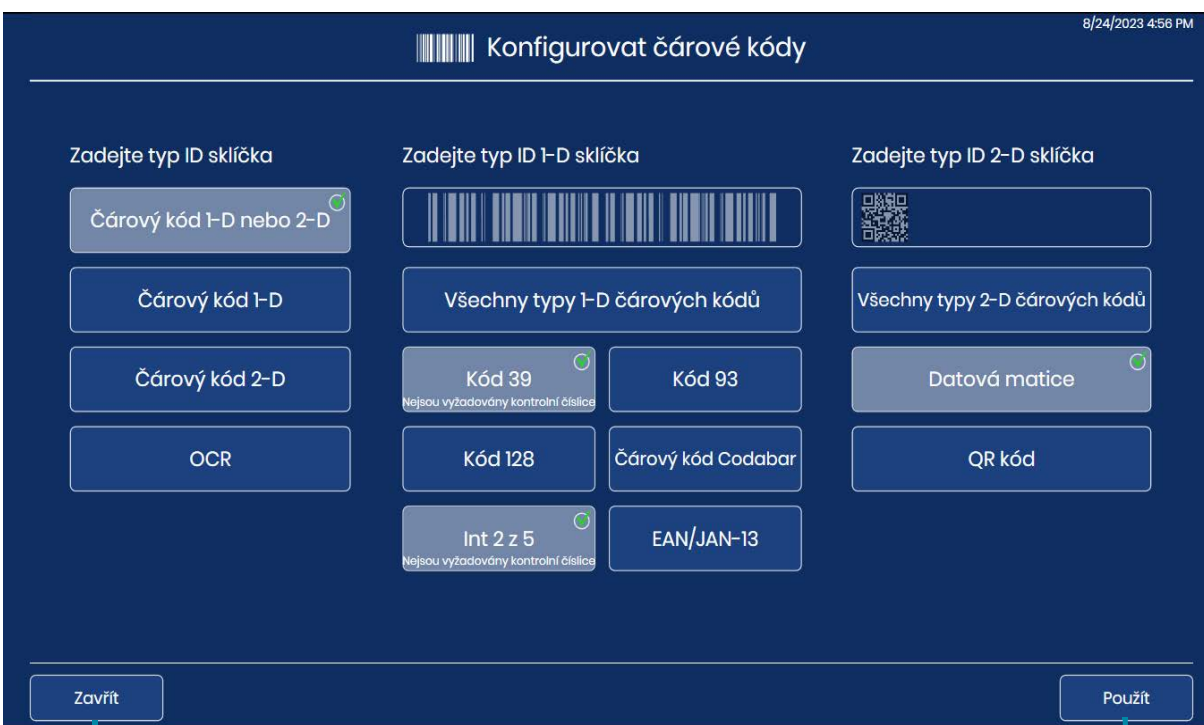 8/24/2023 4:56 PM
Konfigurovat čárové kódy
Zadejte typ ID sklíčka
Čárový kód 1-D nebo 2-D
Čárový kód 1-D
Čárový kód 2-D
OCR
Zadejte typ ID 1-D sklíčka
Všechny typy 1-D čárových kódů
Kód 39
Nejsou vyžadovány kontrolní číslice
Kód 93
Kód 128
Čárový kód Codabar
Int 2 z 5
Nejsou vyžadovány kontrolní číslice
EAN/JAN-13
Zadejte typ ID 2-D sklíčka
Všechny typy 2-D čárových kódů
Datová matice
QR kód
Zavřít
Použít